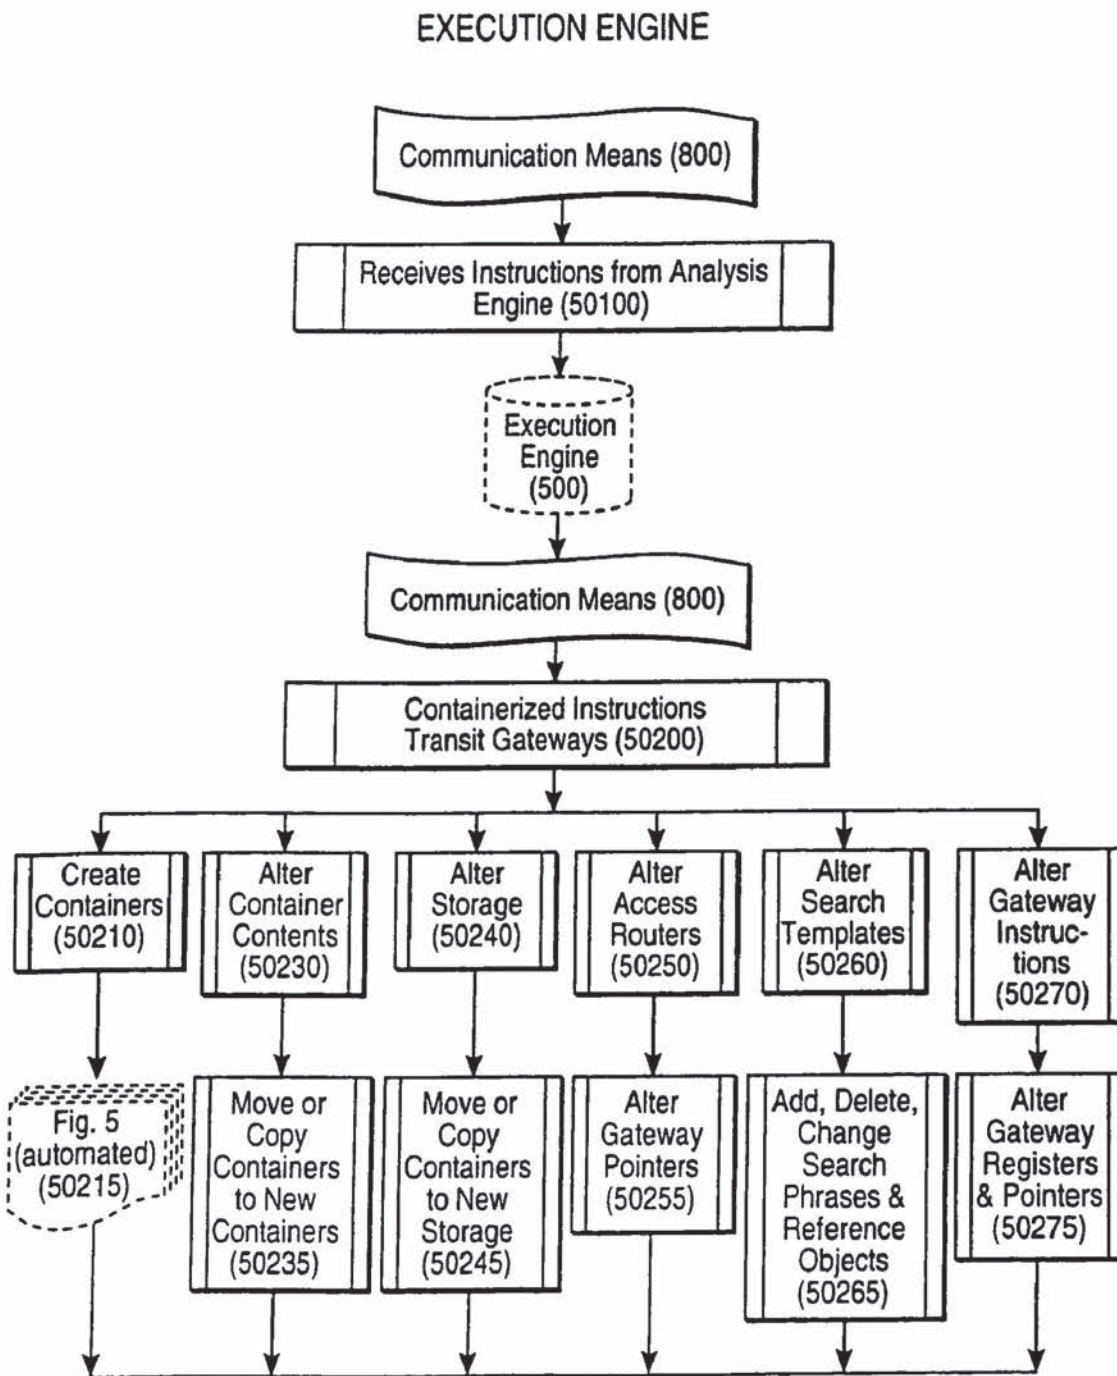 EXECUTION ENGINE
Communication Means (800)
Receives Instructions from Analysis
Engine (50100)
Execution
Engine
(500)
Communication Means (800)
Containerized Instructions
Transit Gateways (50200)
Create
Containers
(50210)
Alter
Container
Contents
(50230)
Alter
Storage
(50240)
Alter
Access
Routers
(50250)
Alter
Search
Templates
(50260)
Alter
Gateway
Instruc-
tions
(50270)
Fig. 5
(automated)
(50215)
Move or
Copy
Containers
to New
Containers
(50235)
Move or
Copy
Containers
to New
Storage
(50245)
Alter
Gateway
Pointers
(50255)
Add, Delete,
Change
Search
Phrases &
Reference
Objects
(50265)
Alter
Gateway
Registers
& Pointers
(50275)